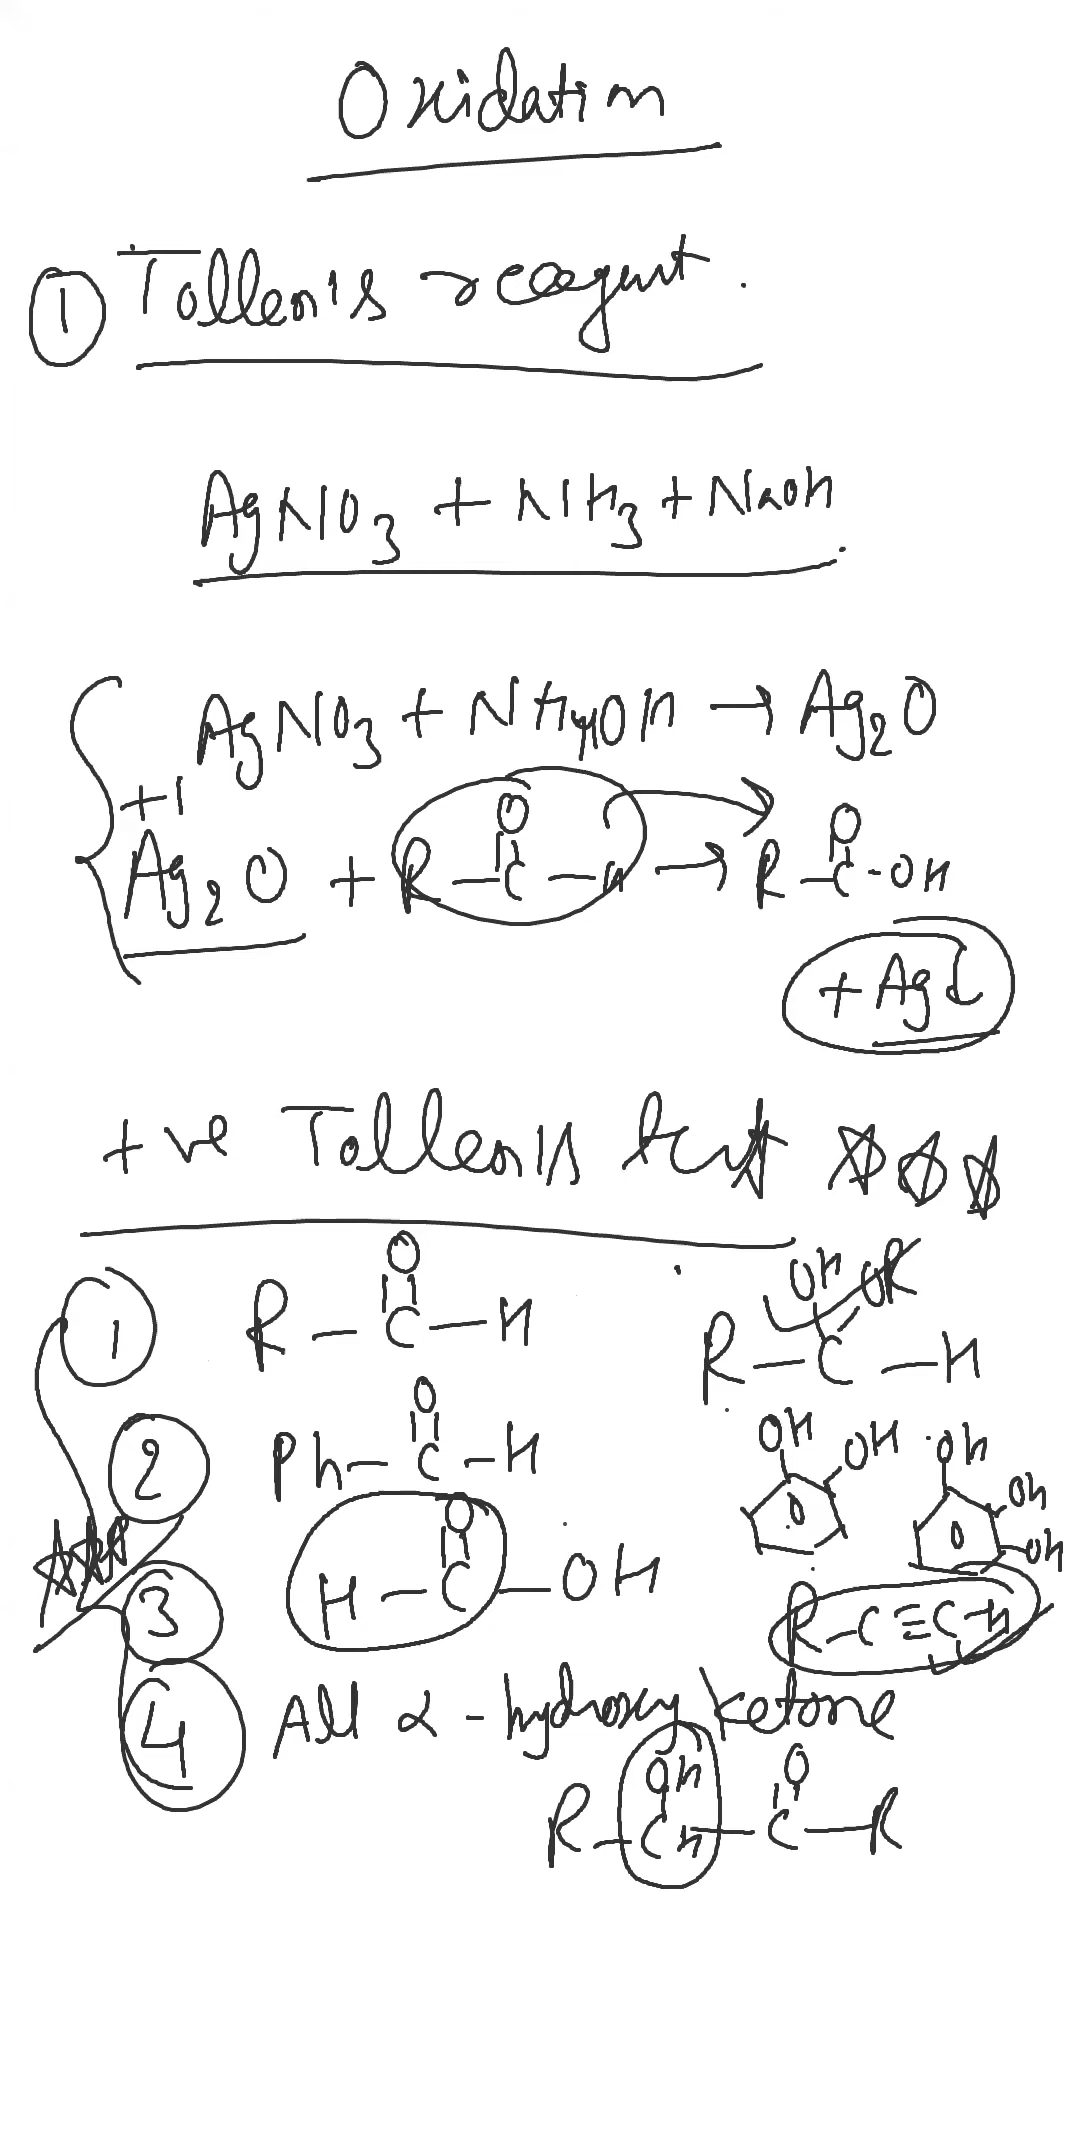 Oxidation
① Tollen's reagent.
AgNO3 + NH3 + NaOH
AgNO3 + NH4OH → Ag2O
+1
O O
Ag2O + R-C-H → R-C-OH
+ Ag↓
+ve Tollen's test
O OH OR
① R-C-H R-C-H
O OH OH OH
② Ph-C-H OH
O OH
③ H-C-OH R-C≡C-H
④ All α-hydroxy ketone
OH O
R-CH-C-R